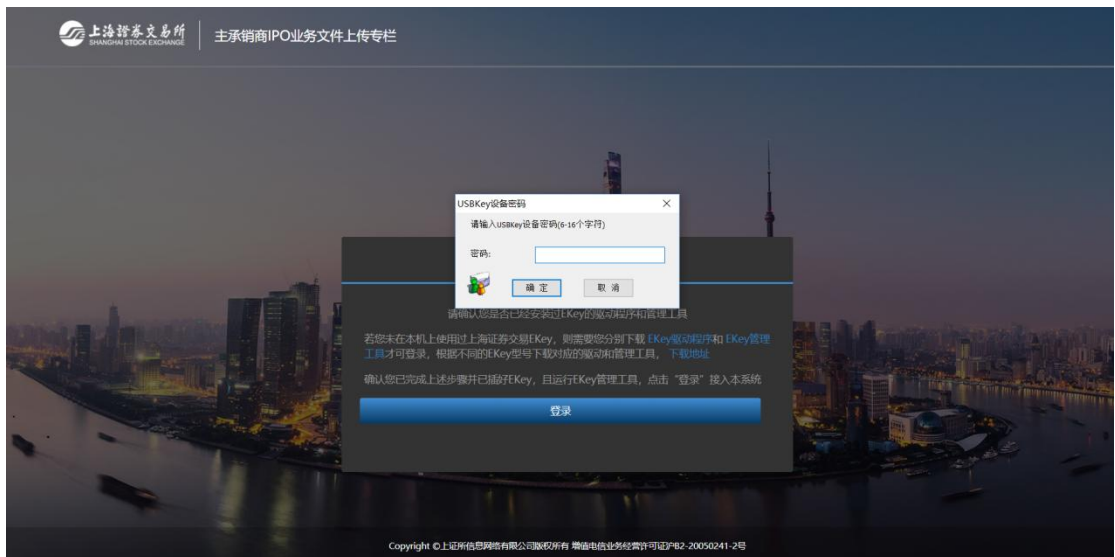 上海證券交易所
SHANGHAI STOCK EXCHANGE
主承销商IPO业务文件上传专栏
USBKey设备密码
请输入USBKey设备密码(6-16个字符)
密码:
确 定
取 消
请确认您是否已经安装过EKey的驱动程序和管理工具
若您未在本机上使用过上海证券交易EKey，则需要您分别下载 EKey驱动程序和 EKey管理
工具才可登录，根据不同的EKey型号下载对应的驱动和管理工具， 下载地址
确认您已完成上述步骤并已插好EKey，且运行EKey管理工具，点击“登录”接入本系统
登录
Copyright © 上证所信息网络有限公司版权所有 增值电信业务经营许可证沪B2-20050241-2号